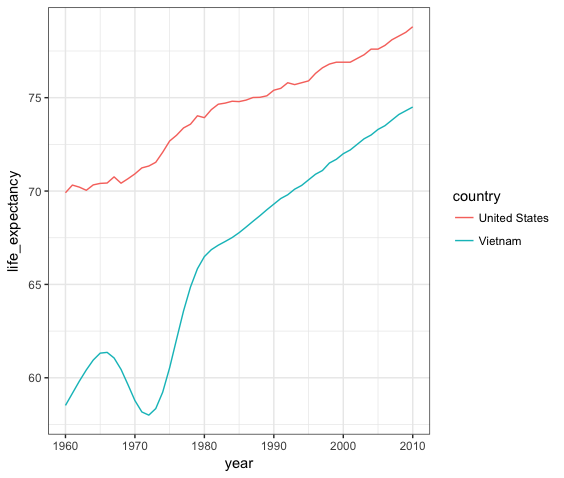 75
70
65
60
life_expectancy
1960 1970 1980 1990 2000 2010
year
country
United States
Vietnam